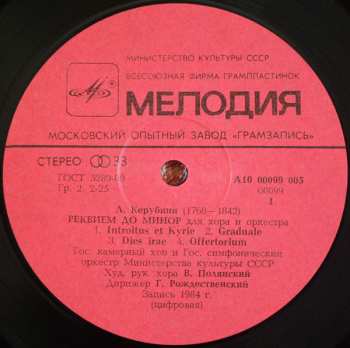 МИНИСТЕРСТВО КУЛЬТУРЫ СССР
ВСЕСОЮЗНАЯ ФИРМА ГРАМПЛАСТИНОК
МЕЛОДИЯ
МОСКОВСКИЙ ОПЫТНЫЙ ЗАВОД «ГРАМЗАПИСЬ»
СТЕРЕО 33
ГОСТ 5289-80
Гр. 2. 2-25
А10 00099 005
00099
1
Л. Керубини (1760—1842)
РЕКВИЕМ ДО МИНОР для хора и оркестра
1. Introitus et Kyrie 2. Graduale
3. Dies irae 4. Offertorium
Гос. камерный хор и Гос. симфонический
оркестр Министерства культуры СССР
Худ. рук. хора В. Полянский
Дирижер Г. Рождественский
Запись 1984 г.
(цифровая)